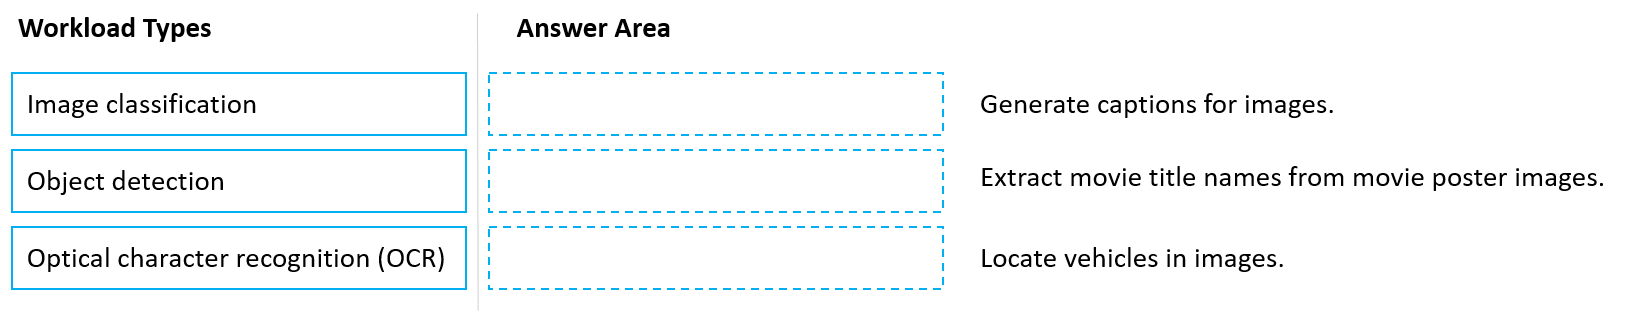 Workload Types
Answer Area
Image classification
Generate captions for images.
Object detection
Extract movie title names from movie poster images.
Optical character recognition (OCR)
Locate vehicles in images.